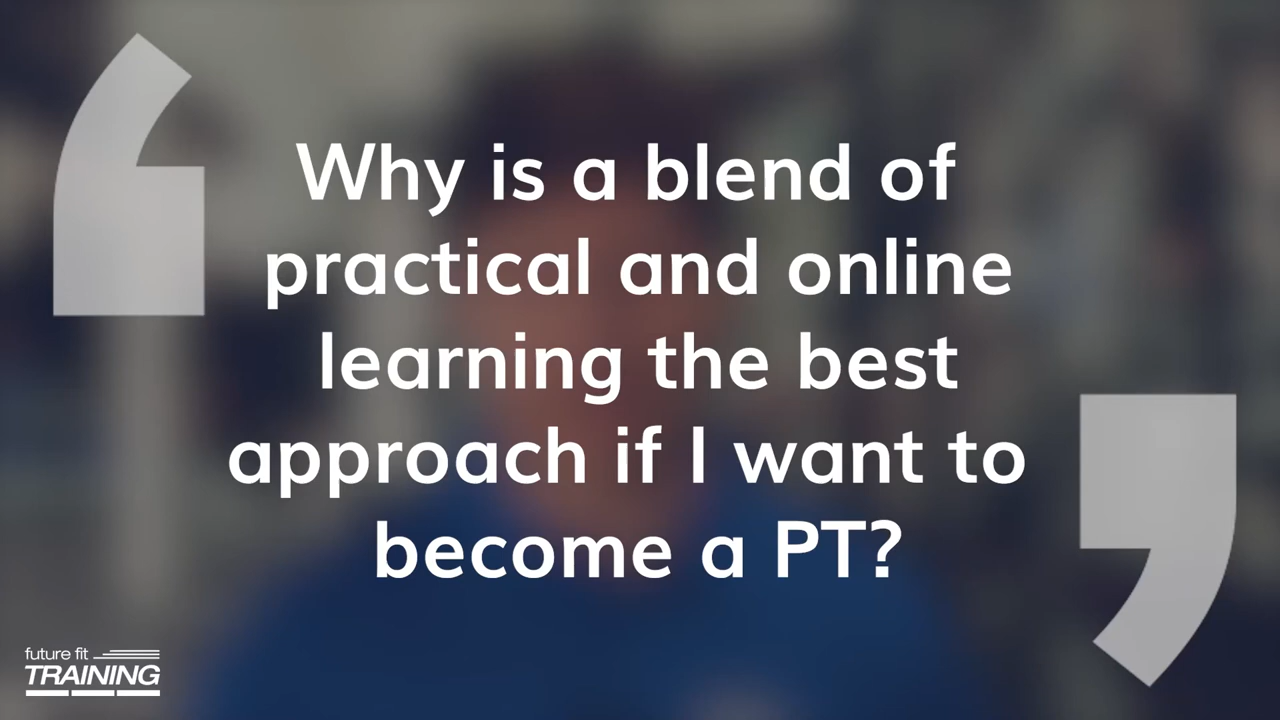 Why is a blend of
practical and online
learning the best
approach if I want to
become a PT?
future fit
TRAINING